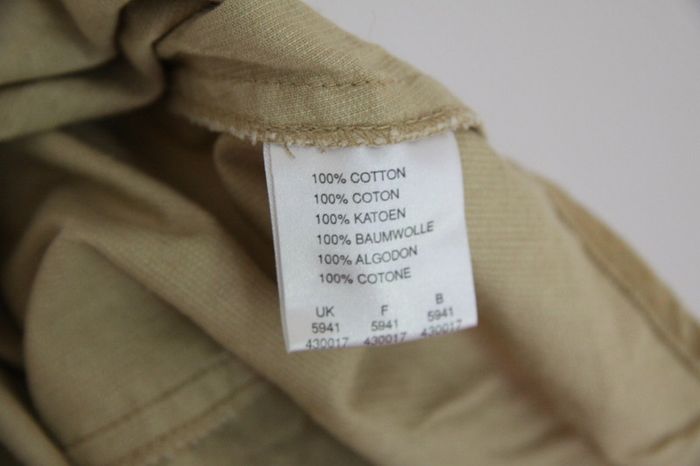 100% COTTON
100% COTON
100% KATOEN
100% BAUMWOLLE
100% ALGODON
100% COTONE
UK F B
5941 5941 5941
430017 430017 430017